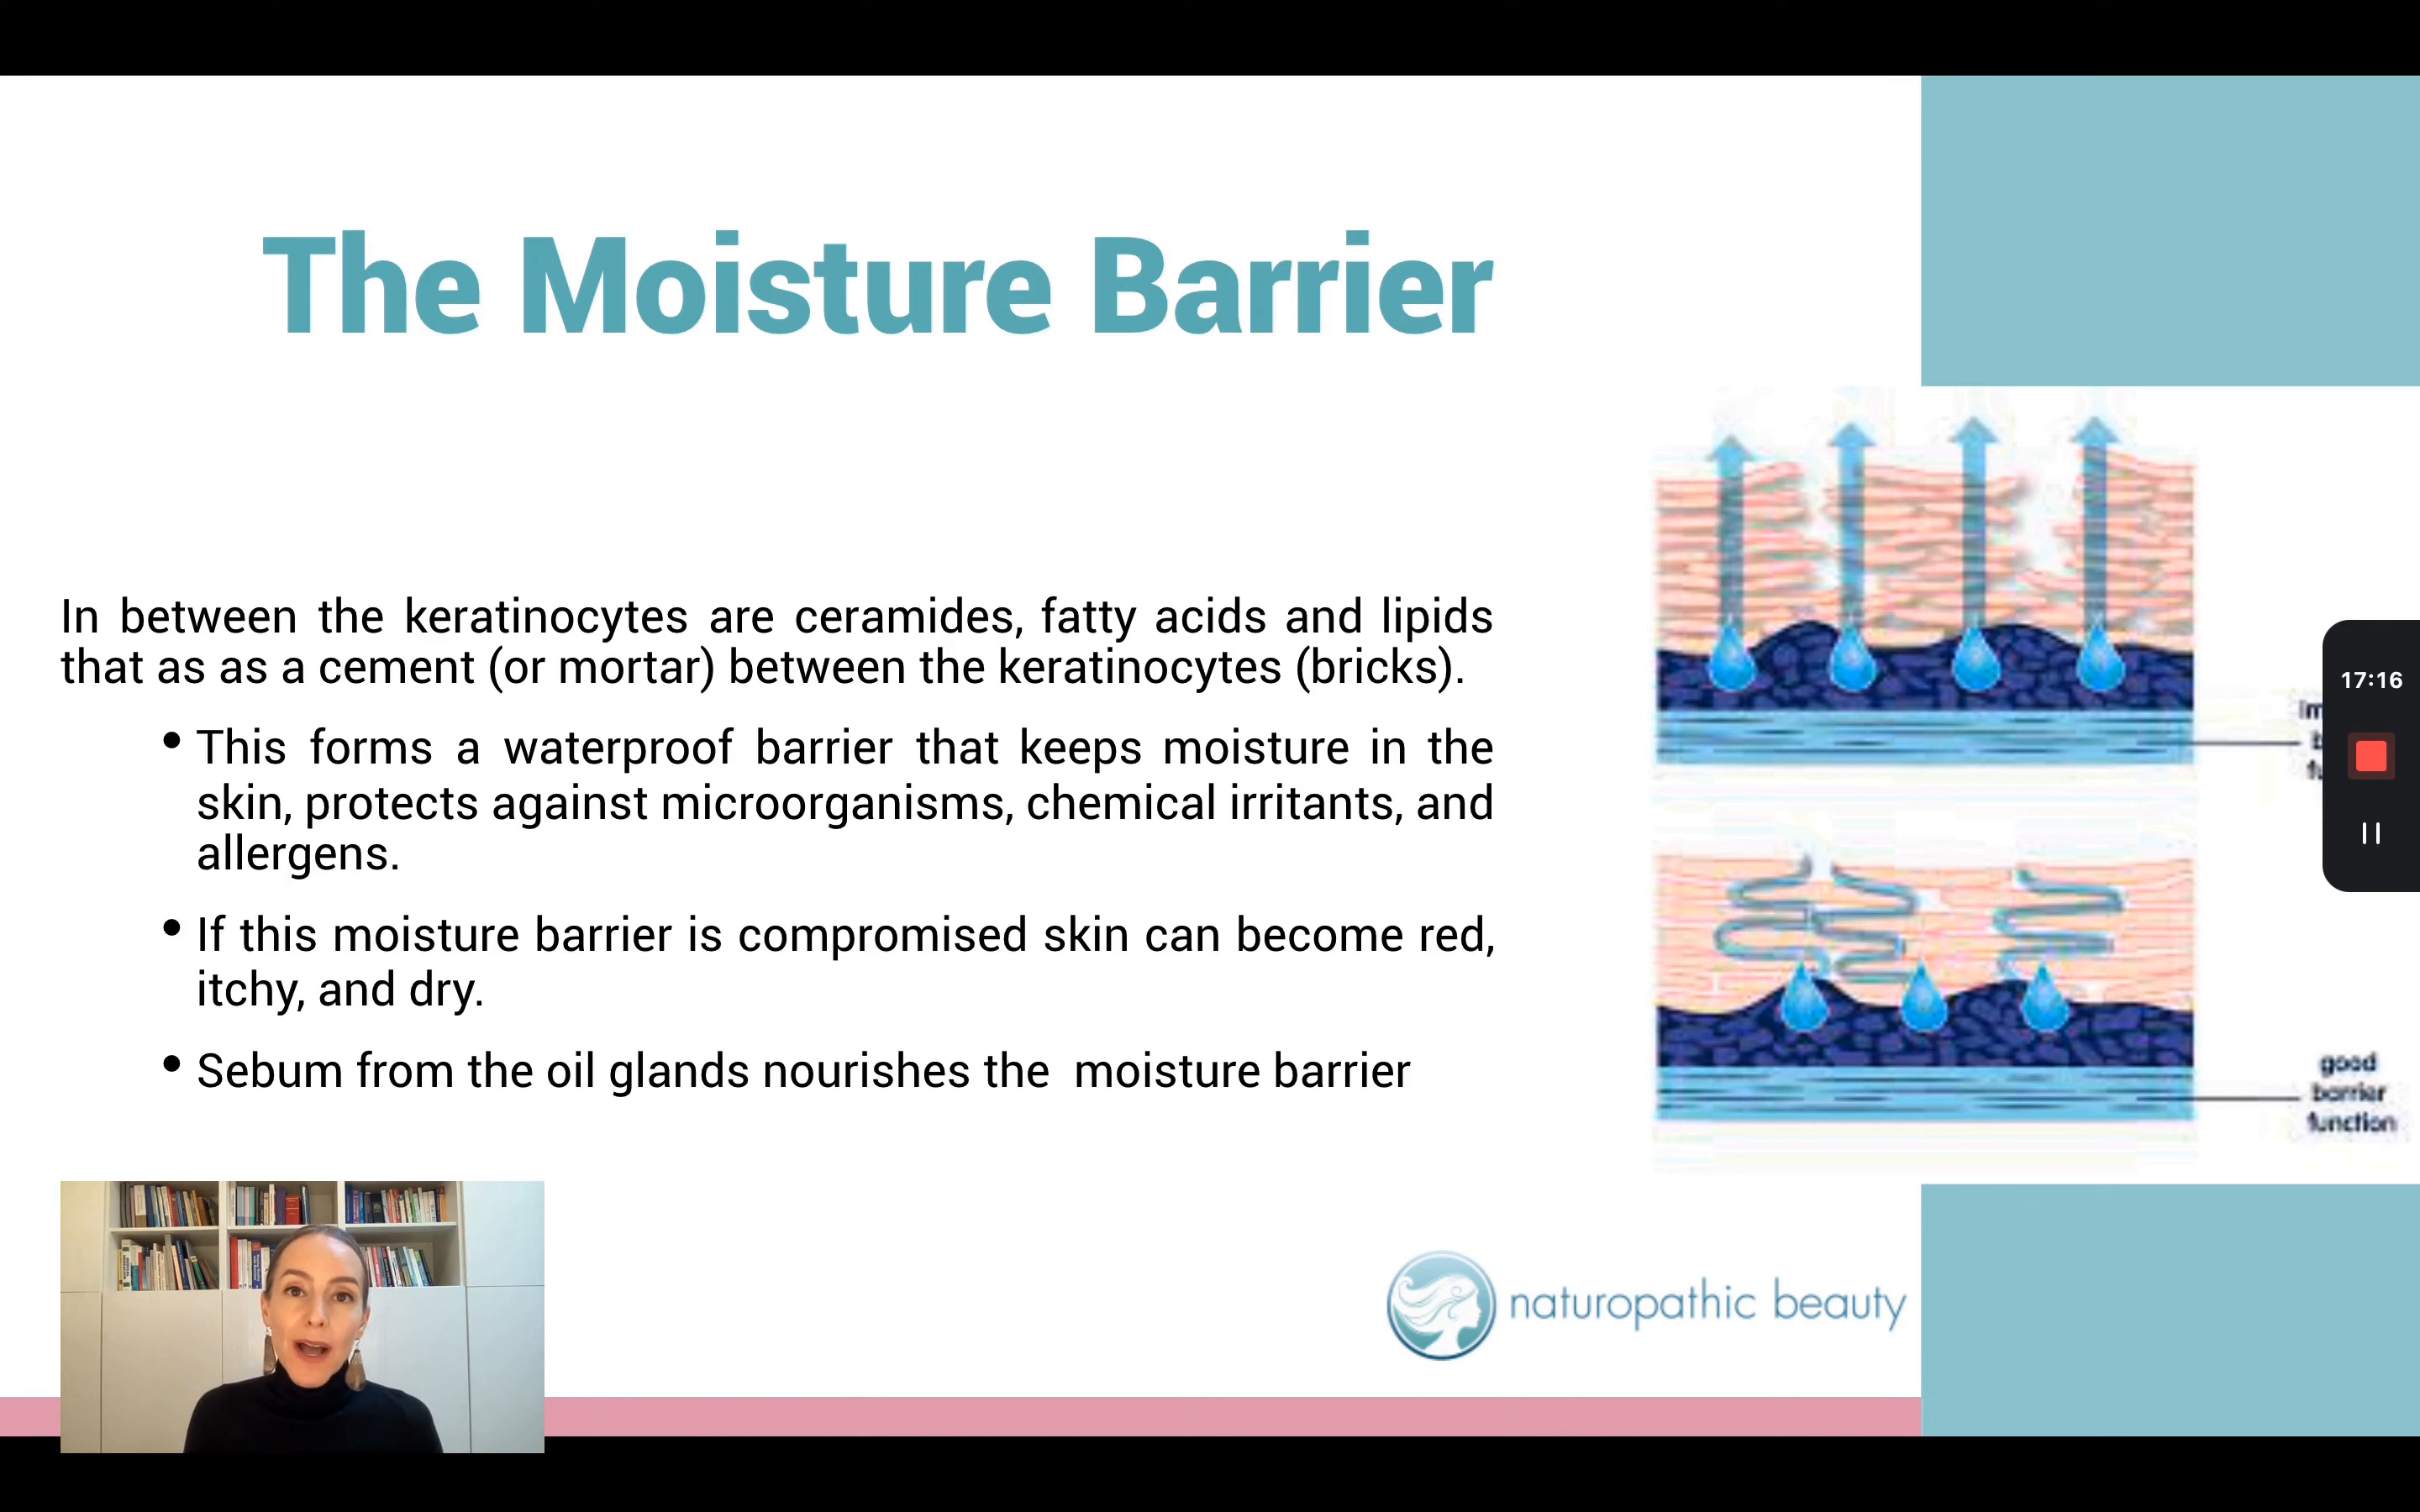 The Moisture Barrier
In between the keratinocytes are ceramides, fatty acids and lipids
that as as a cement (or mortar) between the keratinocytes (bricks).
• This forms a waterproof barrier that keeps moisture in the
skin, protects against microorganisms, chemical irritants, and
allergens.
• If this moisture barrier is compromised skin can become red,
itchy, and dry.
• Sebum from the oil glands nourishes the moisture barrier
17:16
good
barrier
function
naturopathic beauty